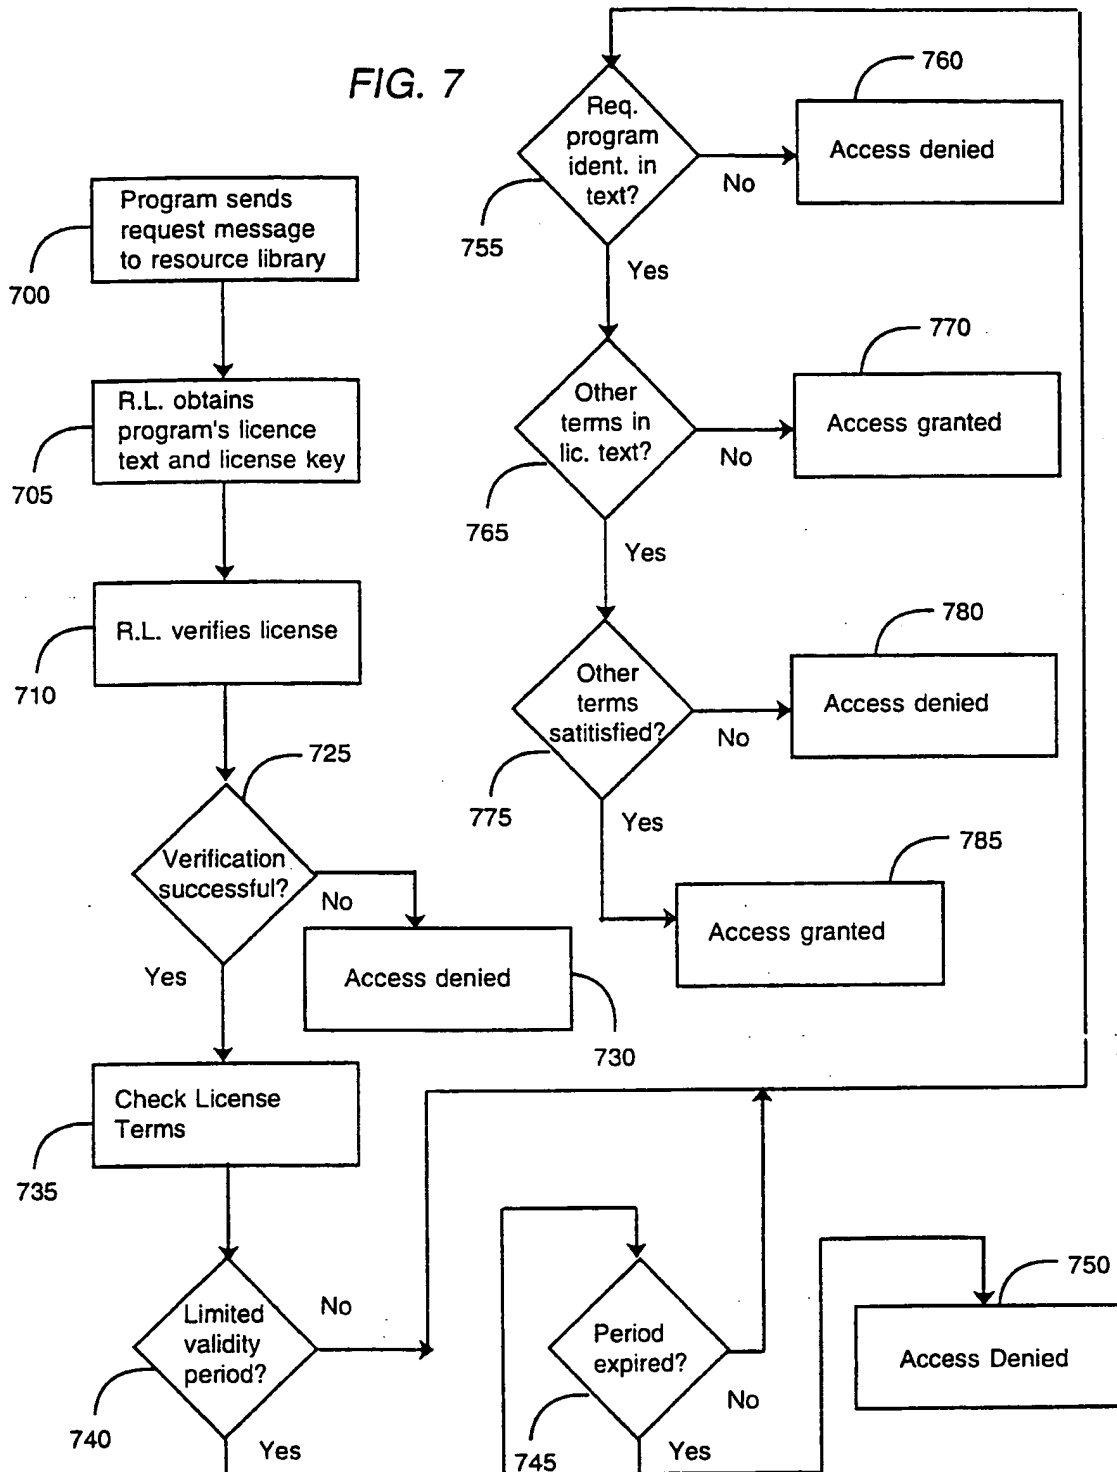 FIG. 7
Program sends
request message
to resource library
700
R.L. obtains
program's licence
text and license key
705
R.L. verifies license
710
725
Verification
successful?
No
Yes
Access denied
730
Check License
Terms
735
Limited
validity
period?
No
740
Yes
Period
expired?
No
745
Yes
750
Access Denied
Req.
program
ident. in
text?
755
No
Yes
760
Access denied
Other
terms in
lic. text?
765
No
Yes
770
Access granted
Other
terms
satitisfied?
775
No
Yes
780
Access denied
785
Access granted